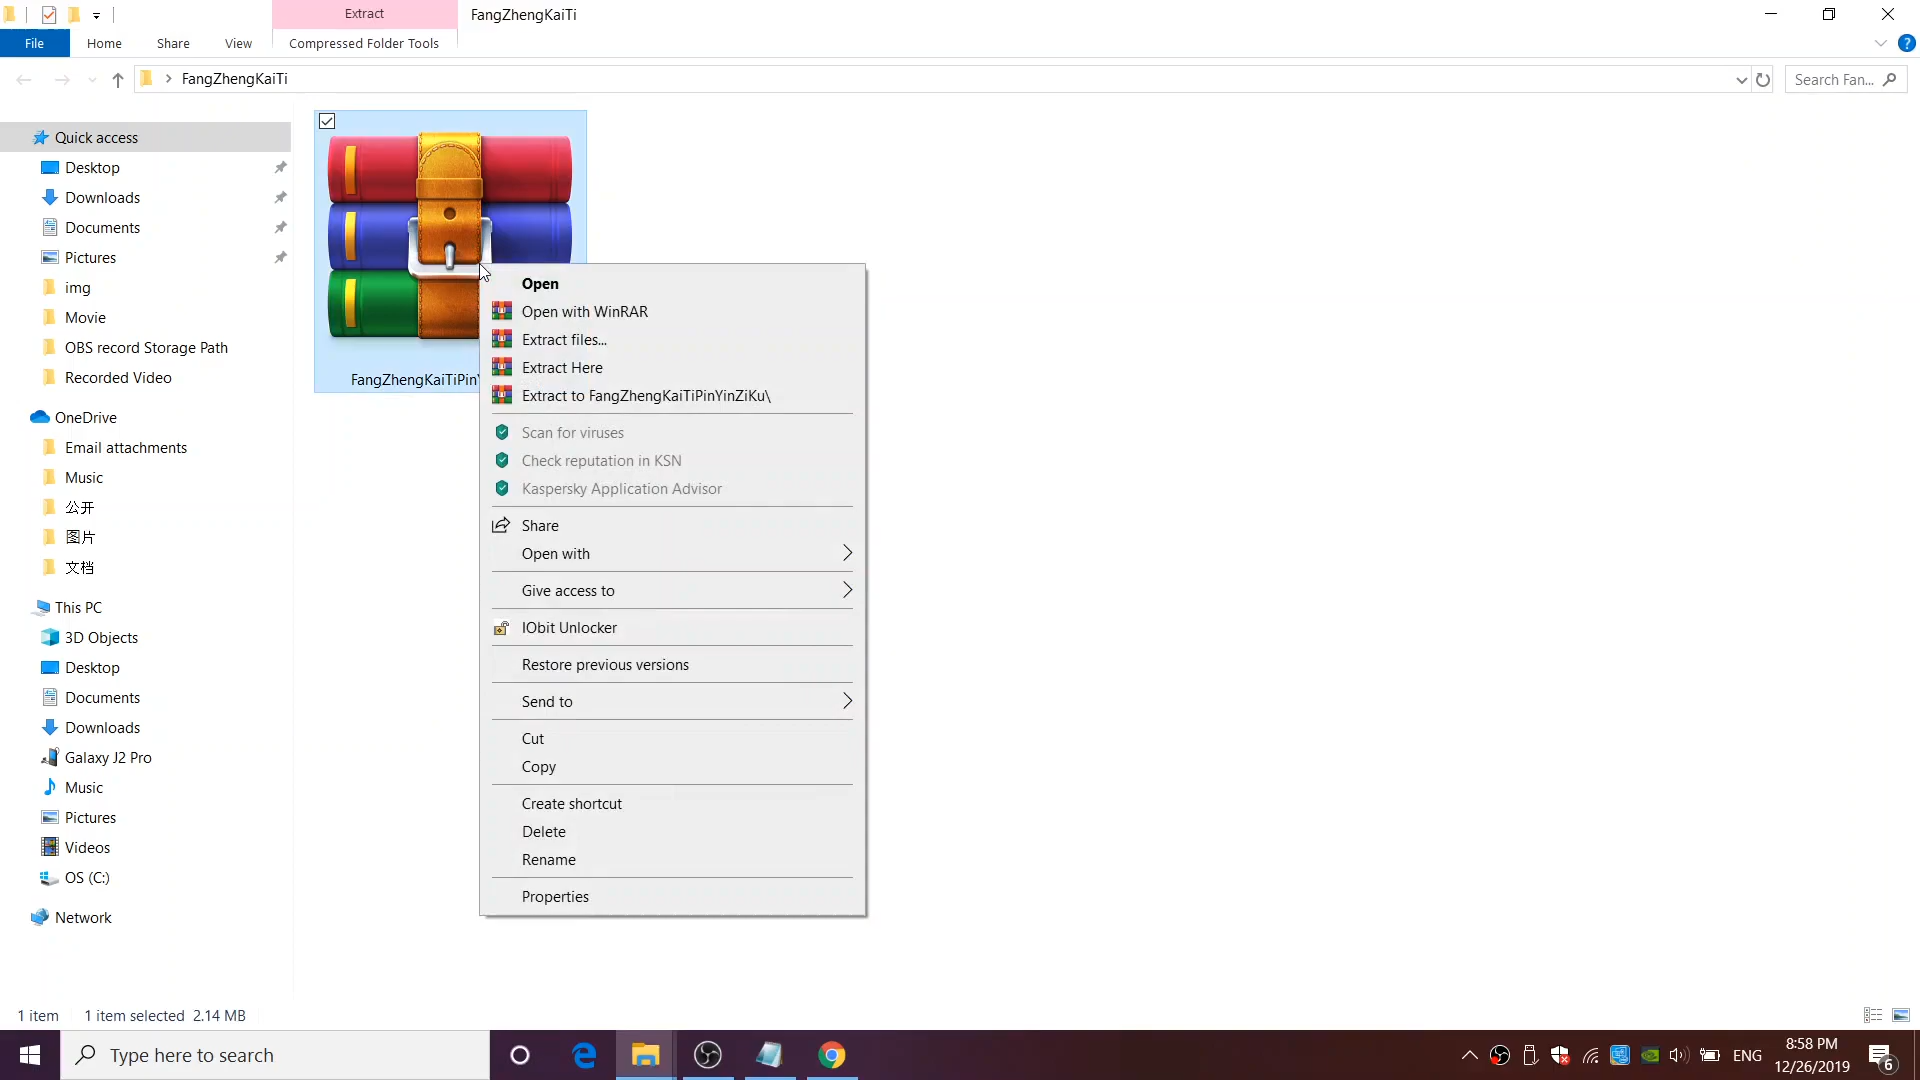 Extract
FangZhengKaiTi
File
Home
Share
View
Compressed Folder Tools
FangZhengKaiTi
Search Fan...
Quick access
Desktop
Downloads
Documents
Pictures
img
Movie
OBS record Storage Path
Recorded Video
OneDrive
Email attachments
Music
公开
图片
文档
This PC
3D Objects
Desktop
Documents
Downloads
Galaxy J2 Pro
Music
Pictures
Videos
OS (C:)
Network
FangZhengKaiTiPinY
Open
Open with WinRAR
Extract files...
Extract Here
Extract to FangZhengKaiTiPinYinZiKu\
Scan for viruses
Check reputation in KSN
Kaspersky Application Advisor
Share
Open with
Give access to
IObit Unlocker
Restore previous versions
Send to
Cut
Copy
Create shortcut
Delete
Rename
Properties
1 item
1 item selected 2.14 MB
Type here to search
ENG
8:58 PM
12/26/2019
6